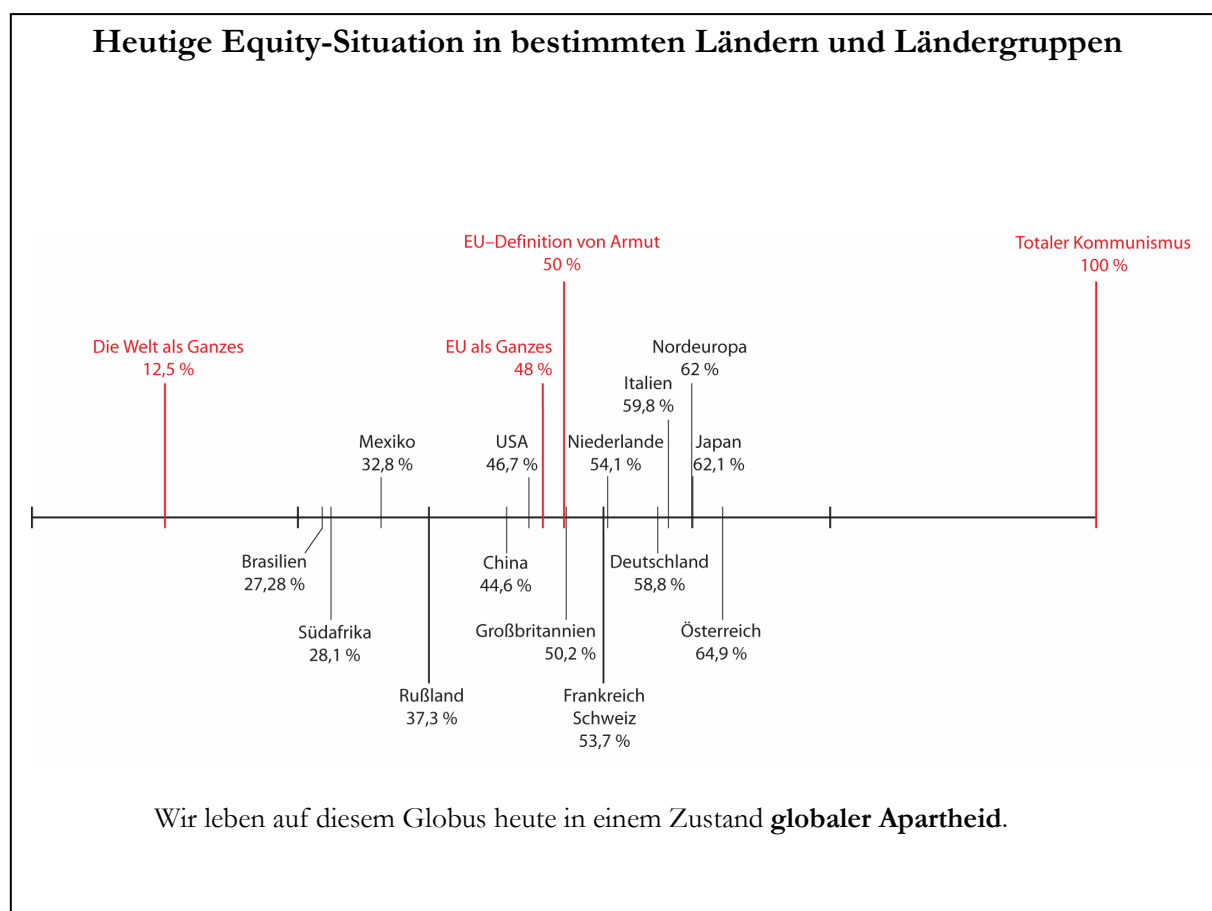 Heutige Equity-Situation in bestimmten Ländern und Ländergruppen
EU–Definition von Armut
50 %
Totaler Kommunismus
100 %
Die Welt als Ganzes
12,5 %
EU als Ganzes
48 %
Nordeuropa
62 %
Italien
59,8 %
Mexiko
32,8 %
USA
46,7 %
Niederlande
54,1 %
Japan
62,1 %
Brasilien
27,28 %
China
44,6 %
Deutschland
58,8 %
Südafrika
28,1 %
Großbritannien
50,2 %
Österreich
64,9 %
Rußland
37,3 %
Frankreich
Schweiz
53,7 %
Wir leben auf diesem Globus heute in einem Zustand globaler Apartheid.